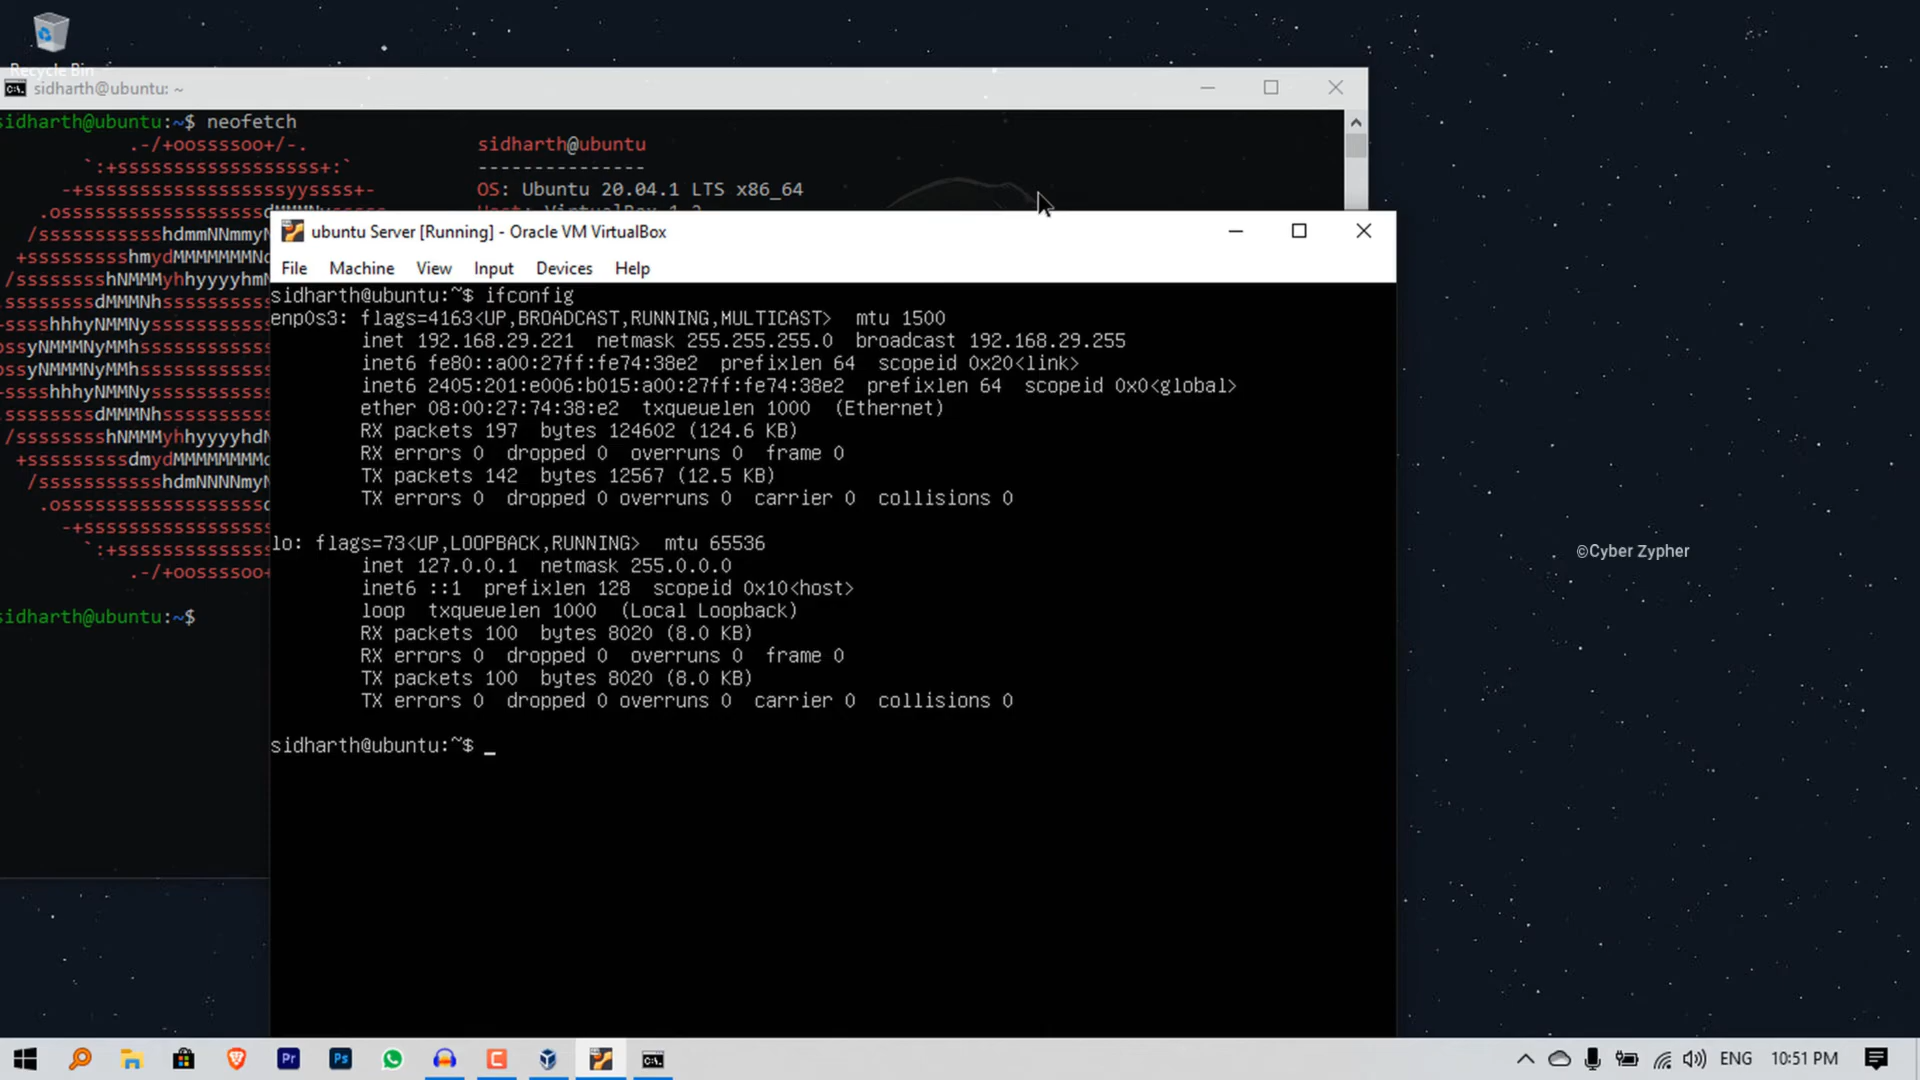 Recycle Bin
sidharth@ubuntu: ~
sidharth@ubuntu:~$ neofetch
.-/+oossssoo+/-.
sidharth@ubuntu
`:+ssssssssssssssssss+:`
---------------
-+ssssssssssssssssssyyssss+-
OS: Ubuntu 20.04.1 LTS x86_64
ubuntu Server [Running] - Oracle VM VirtualBox
File Machine View Input Devices Help
sidharth@ubuntu:~$ ifconfig
enp0s3: flags=4163<UP,BROADCAST,RUNNING,MULTICAST>  mtu 1500
inet 192.168.29.221  netmask 255.255.255.0  broadcast 192.168.29.255
inet6 fe80::a00:27ff:fe74:38e2  prefixlen 64  scopeid 0x20<link>
inet6 2405:201:e006:b015:a00:27ff:fe74:38e2  prefixlen 64  scopeid 0x0<global>
ether 08:00:27:74:38:e2  txqueuelen 1000  (Ethernet)
RX packets 197  bytes 124602 (124.6 KB)
RX errors 0  dropped 0  overruns 0  frame 0
TX packets 142  bytes 12567 (12.5 KB)
TX errors 0  dropped 0 overruns 0  carrier 0  collisions 0
lo: flags=73<UP,LOOPBACK,RUNNING>  mtu 65536
inet 127.0.0.1  netmask 255.0.0.0
inet6 ::1  prefixlen 128  scopeid 0x10<host>
loop  txqueuelen 1000  (Local Loopback)
RX packets 100  bytes 8020 (8.0 KB)
RX errors 0  dropped 0  overruns 0  frame 0
TX packets 100  bytes 8020 (8.0 KB)
TX errors 0  dropped 0 overruns 0  carrier 0  collisions 0
sidharth@ubuntu:~$ _
sidharth@ubuntu:~$
©Cyber Zypher
Pr
Ps
ENG
10:51 PM